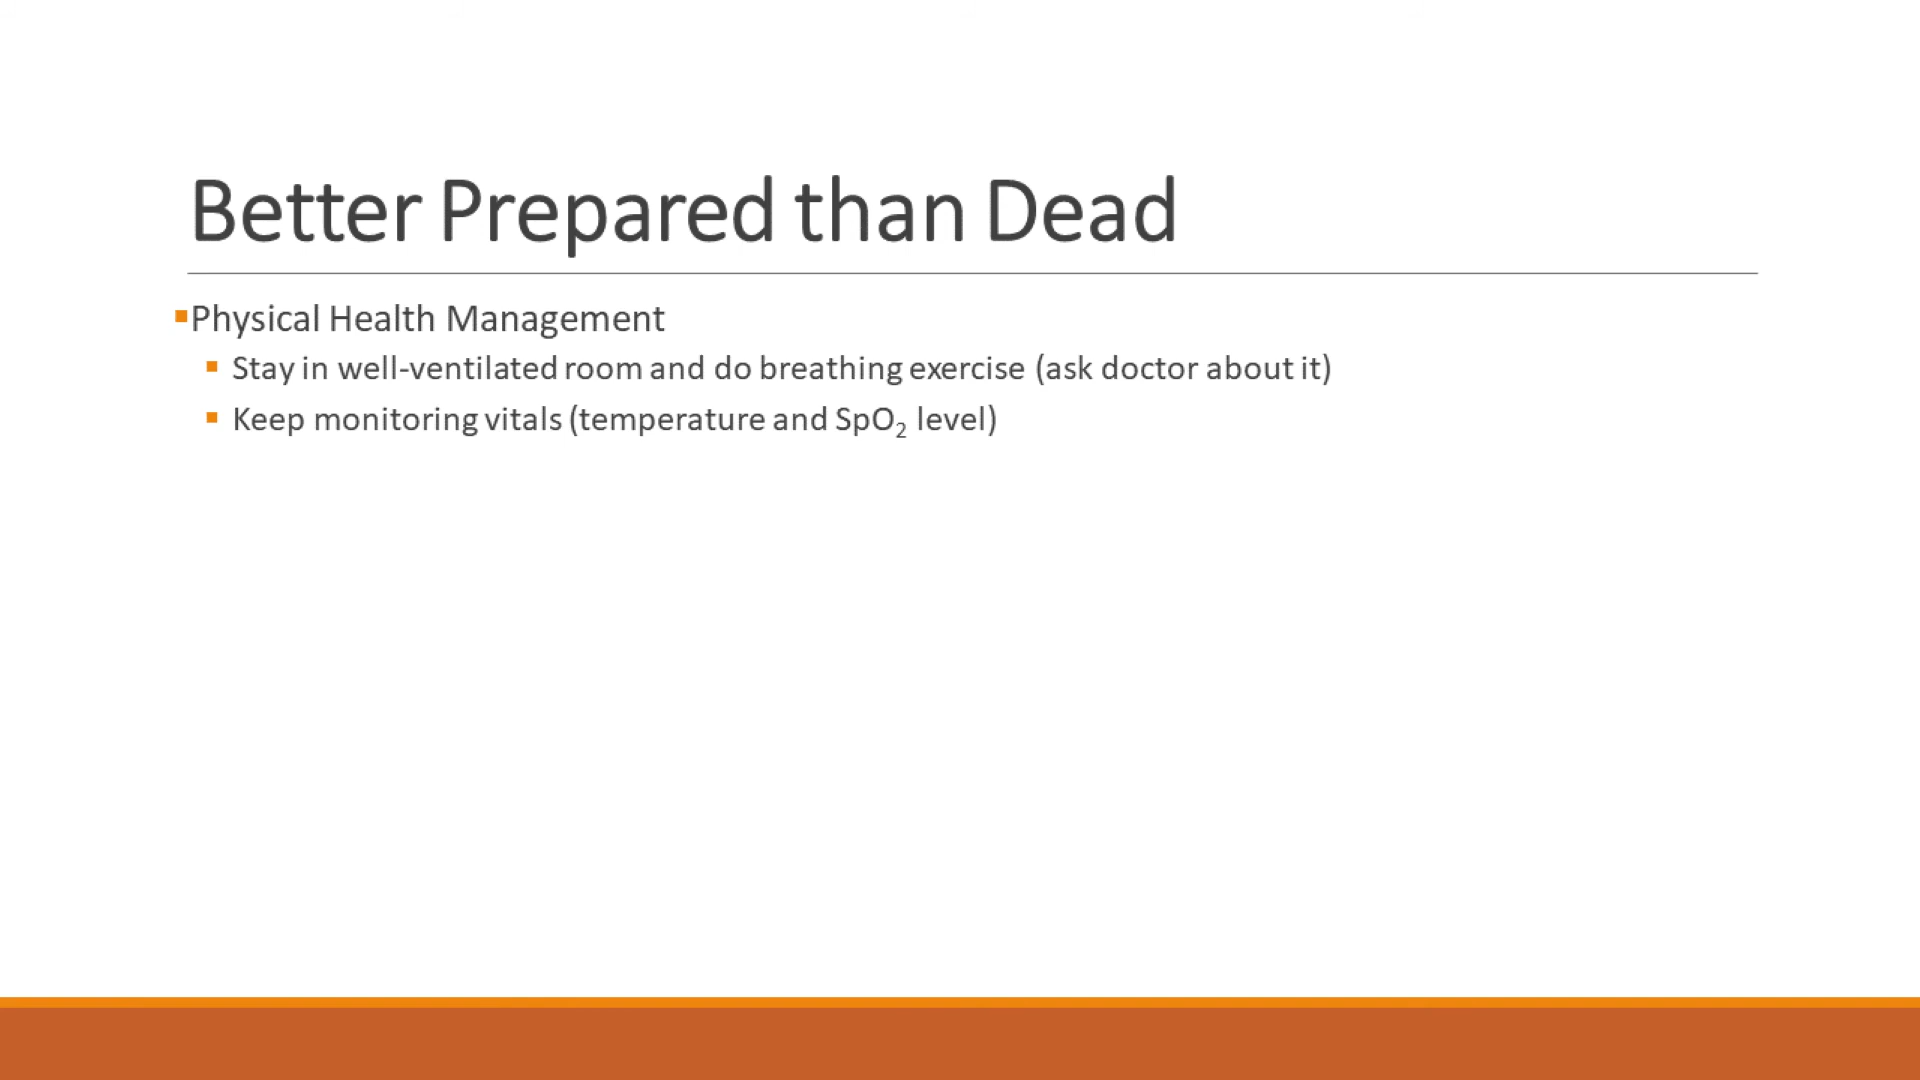 Better Prepared than Dead
Physical Health Management
Stay in well-ventilated room and do breathing exercise (ask doctor about it)
Keep monitoring vitals (temperature and SpO₂ level)